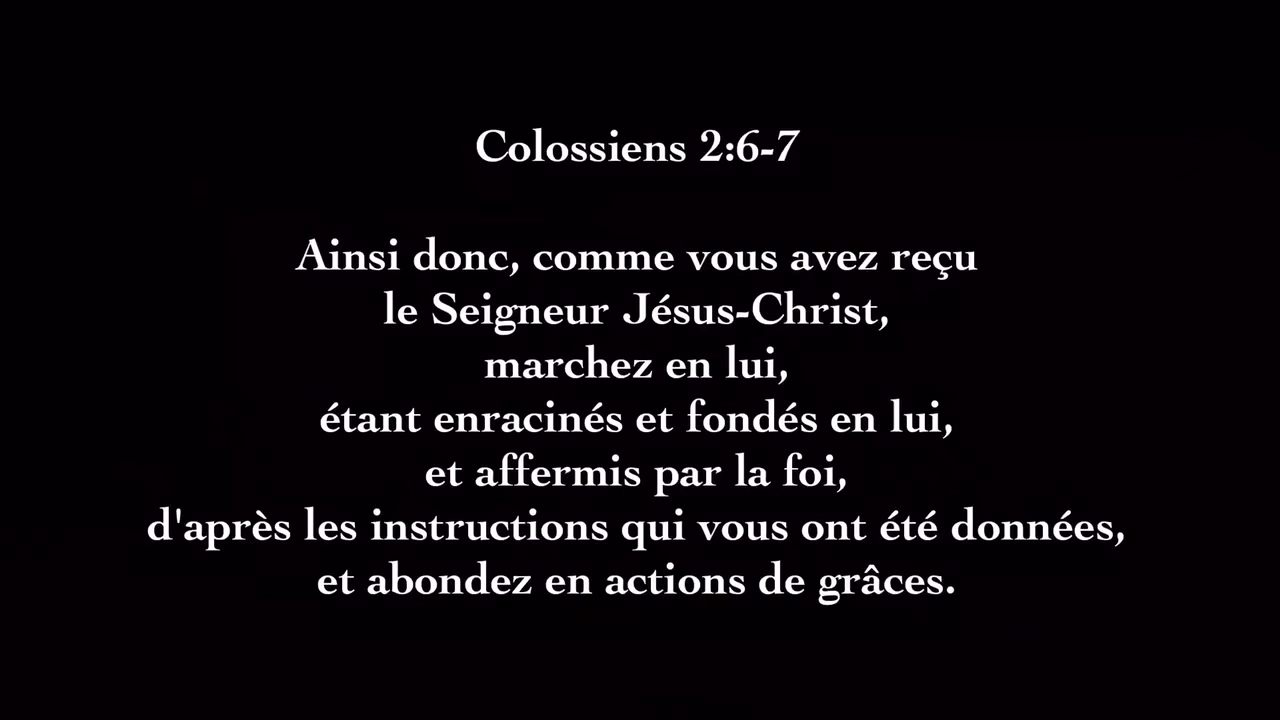 Colossiens 2:6-7
Ainsi donc, comme vous avez reçu
le Seigneur Jésus-Christ,
marchez en lui,
étant enracinés et fondés en lui,
et affermis par la foi,
d'après les instructions qui vous ont été données,
et abondez en actions de grâces.